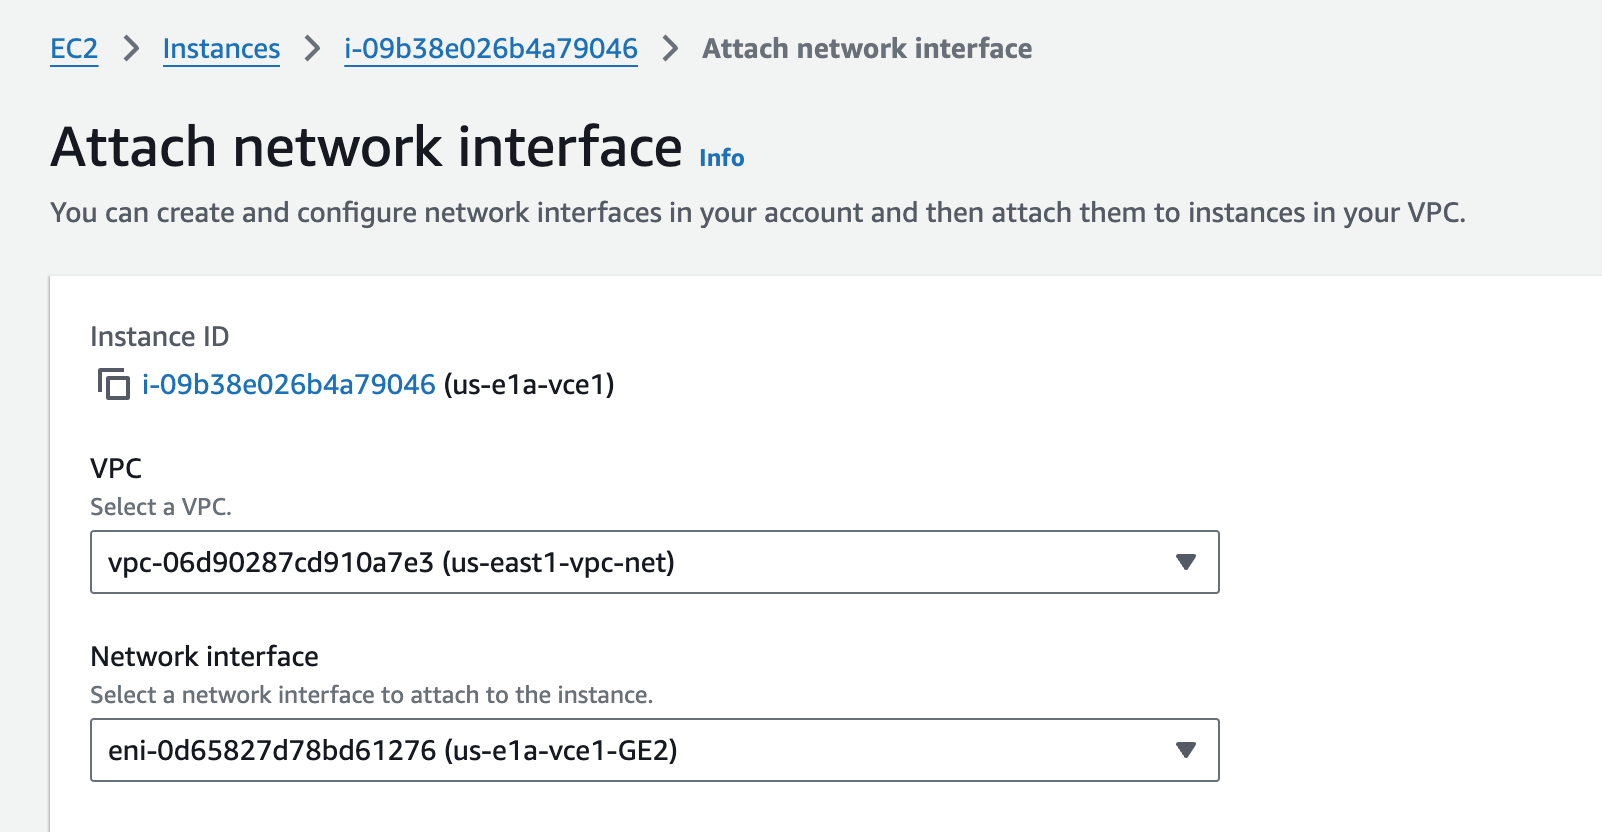 EC2 > Instances > i-09b38e026b4a79046 > Attach network interface
Attach network interface Info
You can create and configure network interfaces in your account and then attach them to instances in your VPC.
Instance ID
i-09b38e026b4a79046 (us-e1a-vce1)
VPC
Select a VPC.
vpc-06d90287cd910a7e3 (us-east1-vpc-net)
Network interface
Select a network interface to attach to the instance.
eni-0d65827d78bd61276 (us-e1a-vce1-GE2)